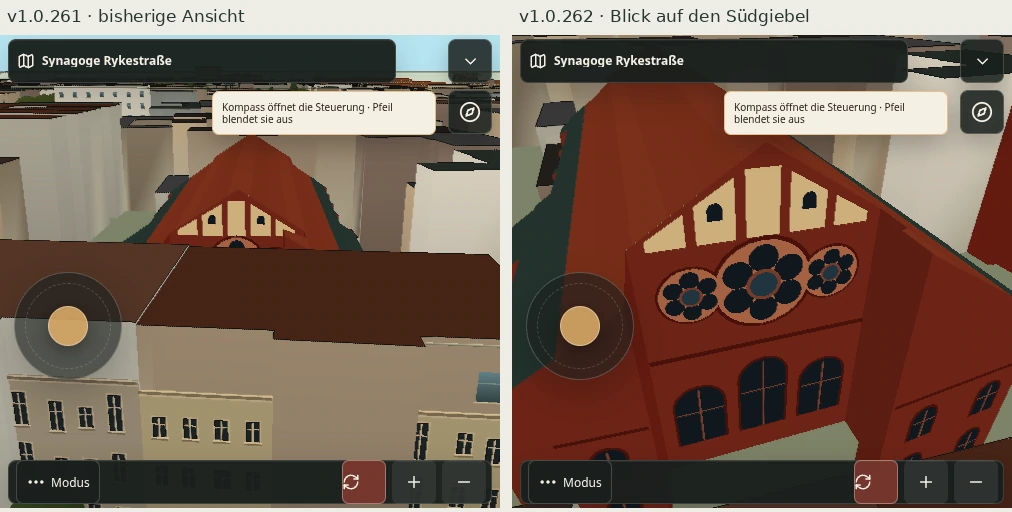 v1.0.261 · bisherige Ansicht
Synagoge Rykestraße
Kompass öffnet die Steuerung · Pfeil
blendet sie aus
Modus
v1.0.262 · Blick auf den Südgiebel
Synagoge Rykestraße
Kompass öffnet die Steuerung · Pfeil
blendet sie aus
Modus